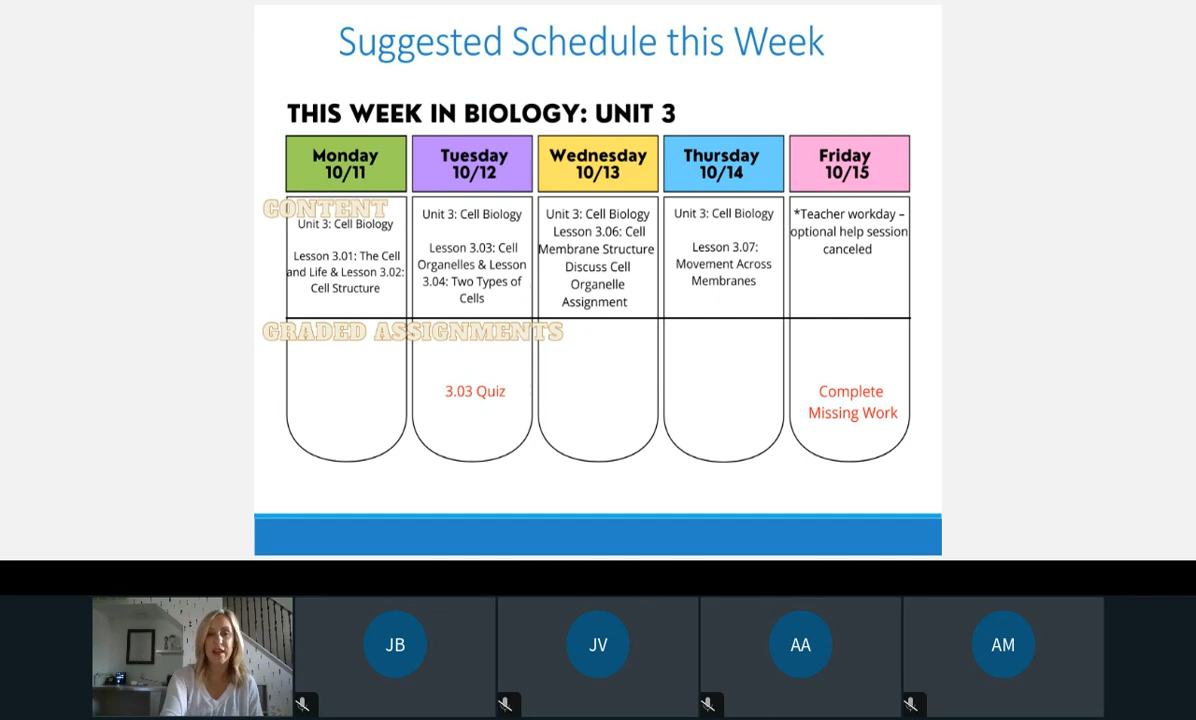 Suggested Schedule this Week
THIS WEEK IN BIOLOGY: UNIT 3
Monday
10/11
Tuesday
10/12
Wednesday
10/13
Thursday
10/14
Friday
10/15
CONTENT
Unit 3: Cell Biology
Lesson 3.01: The Cell
and Life & Lesson 3.02:
Cell Structure
Unit 3: Cell Biology
Lesson 3.03: Cell
Organelles & Lesson
3.04: Two Types of
Cells
Unit 3: Cell Biology
Lesson 3.06: Cell
Membrane Structure
Discuss Cell
Organelle
Assignment
Unit 3: Cell Biology
Lesson 3.07:
Movement Across
Membranes
*Teacher workday –
optional help session
canceled
GRADED ASSIGNMENTS
3.03 Quiz
Complete
Missing Work
JB
JV
AA
AM